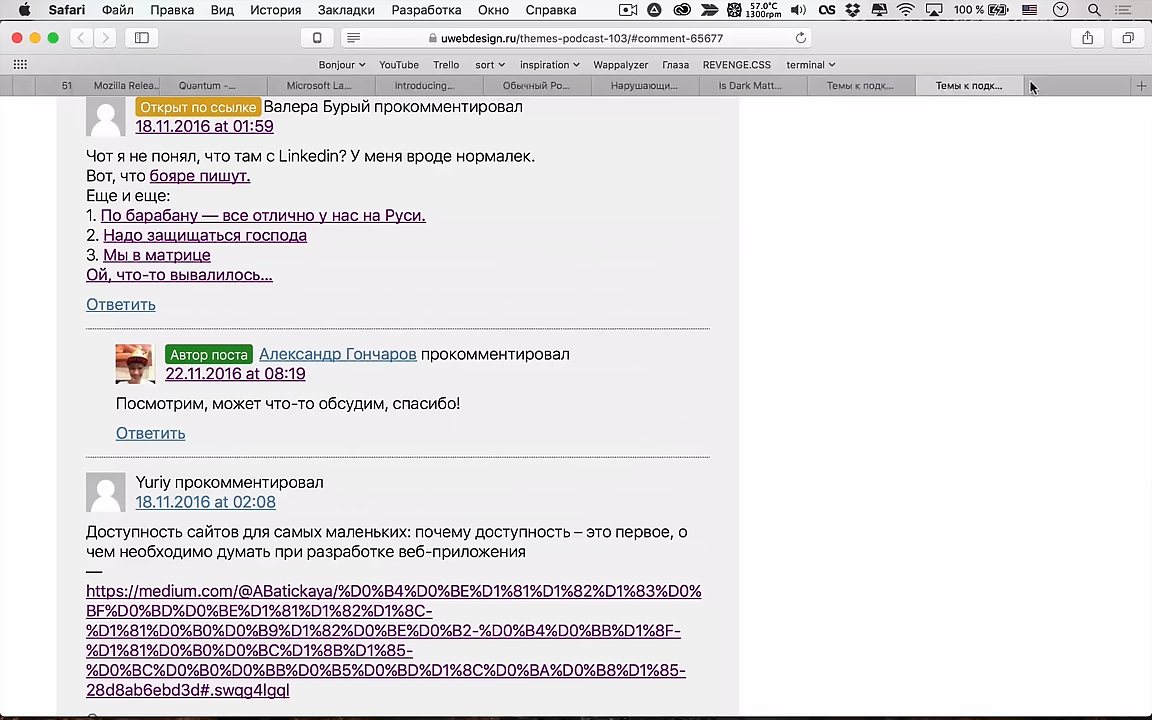 Safari Файл Правка Вид История Закладки Разработка Окно Справка 57.0°C 1300rpm 100 %
uwebdesign.ru/themes-podcast-103/#comment-65677
Bonjour YouTube Trello sort inspiration Wappalyzer Глаза REVENGE.CSS terminal
51 Mozilla Relea.. Quantum –... Microsoft La... Introducing... Обычный Ро... Нарушающи... Is Dark Matt... Темы к подк... Темы к подк...
Открыт по ссылке Валера Бурый прокомментировал
18.11.2016 at 01:59
Чот я не понял, что там с Linkedin? У меня вроде нормалек.
Вот, что бояре пишут.
Еще и еще:
1. По барабану — все отлично у нас на Руси.
2. Надо защищаться господа
3. Мы в матрице
Ой, что-то вывалилось...
Ответить
Автор поста Александр Гончаров прокомментировал
22.11.2016 at 08:19
Посмотрим, может что-то обсудим, спасибо!
Ответить
Yuriy прокомментировал
18.11.2016 at 02:08
Доступность сайтов для самых маленьких: почему доступность – это первое, о
чем необходимо думать при разработке веб-приложения
—
https://medium.com/@ABatickaya/%D0%B4%D0%BE%D1%81%D1%82%D1%83%D0%
BF%D0%BD%D0%BE%D1%81%D1%82%D1%8C-
%D1%81%D0%B0%D0%B9%D1%82%D0%BE%D0%B2-%D0%B4%D0%BB%D1%8F-
%D1%81%D0%B0%D0%BC%D1%8B%D1%85-
%D0%BC%D0%B0%D0%BB%D0%B5%D0%BD%D1%8C%D0%BA%D0%B8%D1%85-
28d8ab6ebd3d#.swqg4lgql